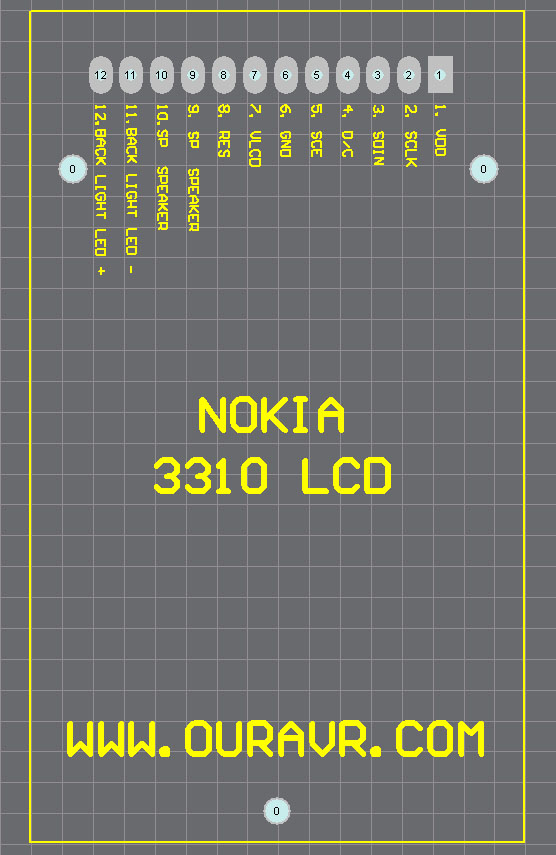 12 11 10 9 8 7 6 5 4 3 2 1
12.BACK LIGHT LED +
11.BACK LIGHT LED -
10.SP SPEAKER
9. SP SPEAKER
8. RES
7. VLCD
6. GND
5. SCE
4. D/C
3. SDIN
2. SCLK
1. VDD
0
0
NOKIA
3310 LCD
WWW.OURAVR.COM
0